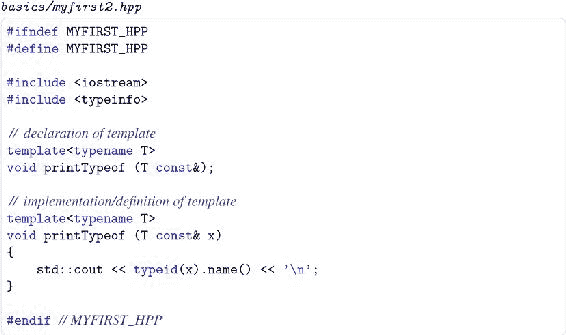 basics/myfirst2.hpp
#ifndef MYFIRST_HPP
#define MYFIRST_HPP
#include <iostream>
#include <typeinfo>
// declaration of template
template<typename T>
void printTypeof (T const&);
// implementation/definition of template
template<typename T>
void printTypeof (T const& x)
{
std::cout << typeid(x).name() << '\n';
}
#endif // MYFIRST_HPP